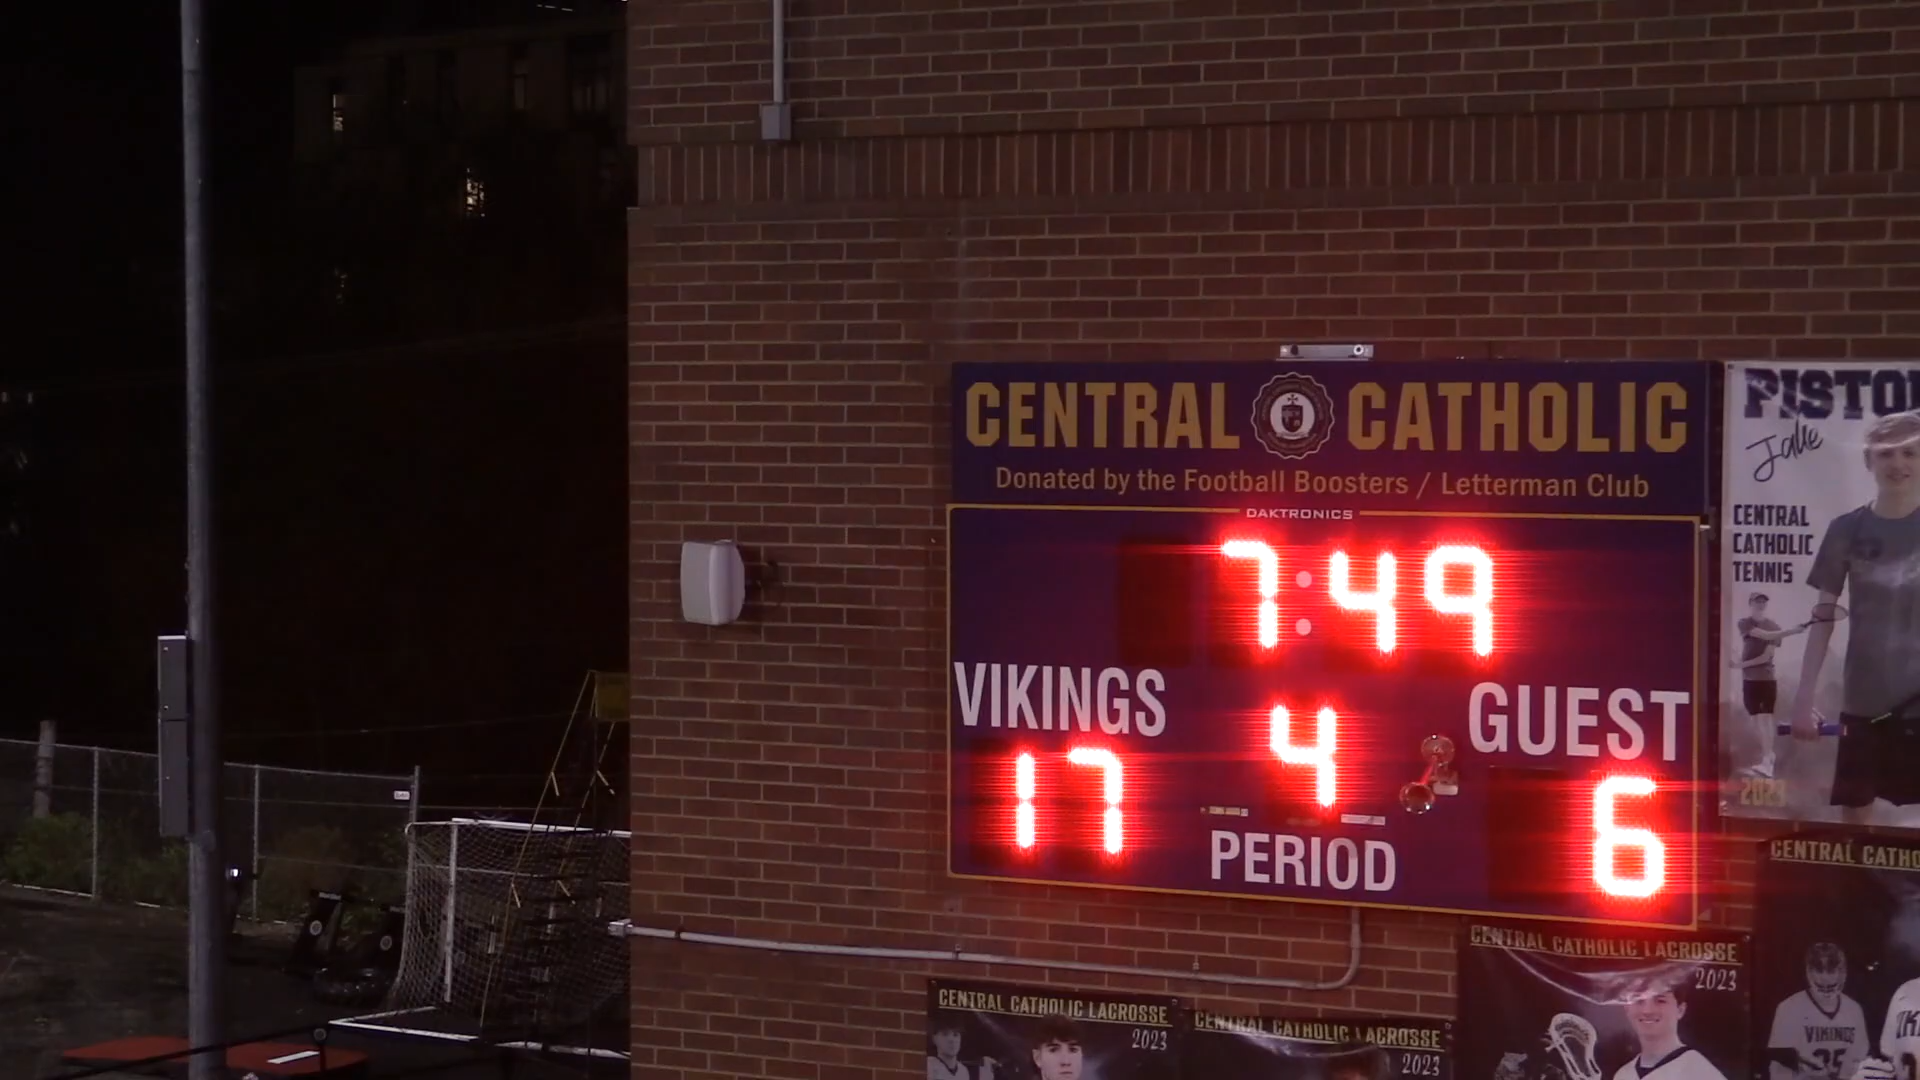 CENTRAL CATHOLIC
Donated by the Football Boosters / Letterman Club
DAKTRONICS
7:49
VIKINGS
4
GUEST
17
6
PERIOD
PISTO
Jake
CENTRAL
CATHOLIC
TENNIS
2023
CENTRAL CATHO
CENTRAL CATHOLIC LACROSSE
2023
CENTRAL CATHOLIC LACROSSE
2023
CENTRAL CATHOLIC LACROSSE
2023
VIKINGS